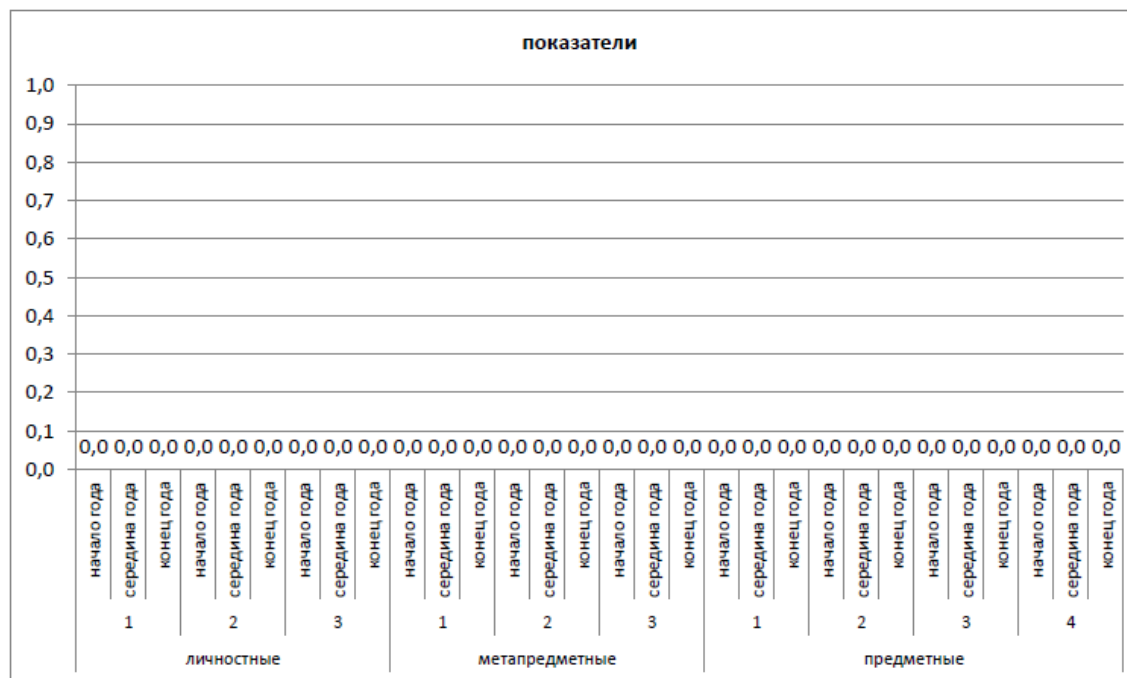 показатели
1,0
0,9
0,8
0,7
0,6
0,5
0,4
0,3
0,2
0,1
0,0
0,0 0,0 0,0 0,0 0,0 0,0 0,0 0,0 0,0 0,0 0,0 0,0 0,0 0,0 0,0 0,0 0,0 0,0 0,0 0,0 0,0 0,0 0,0 0,0 0,0 0,0 0,0 0,0 0,0 0,0
начало года
середина года
конец года
начало года
середина года
конец года
начало года
середина года
конец года
начало года
середина года
конец года
начало года
середина года
конец года
начало года
середина года
конец года
начало года
середина года
конец года
начало года
середина года
конец года
начало года
середина года
конец года
начало года
середина года
конец года
1 2 3 1 2 3 1 2 3 4
личностные метапредметные предметные